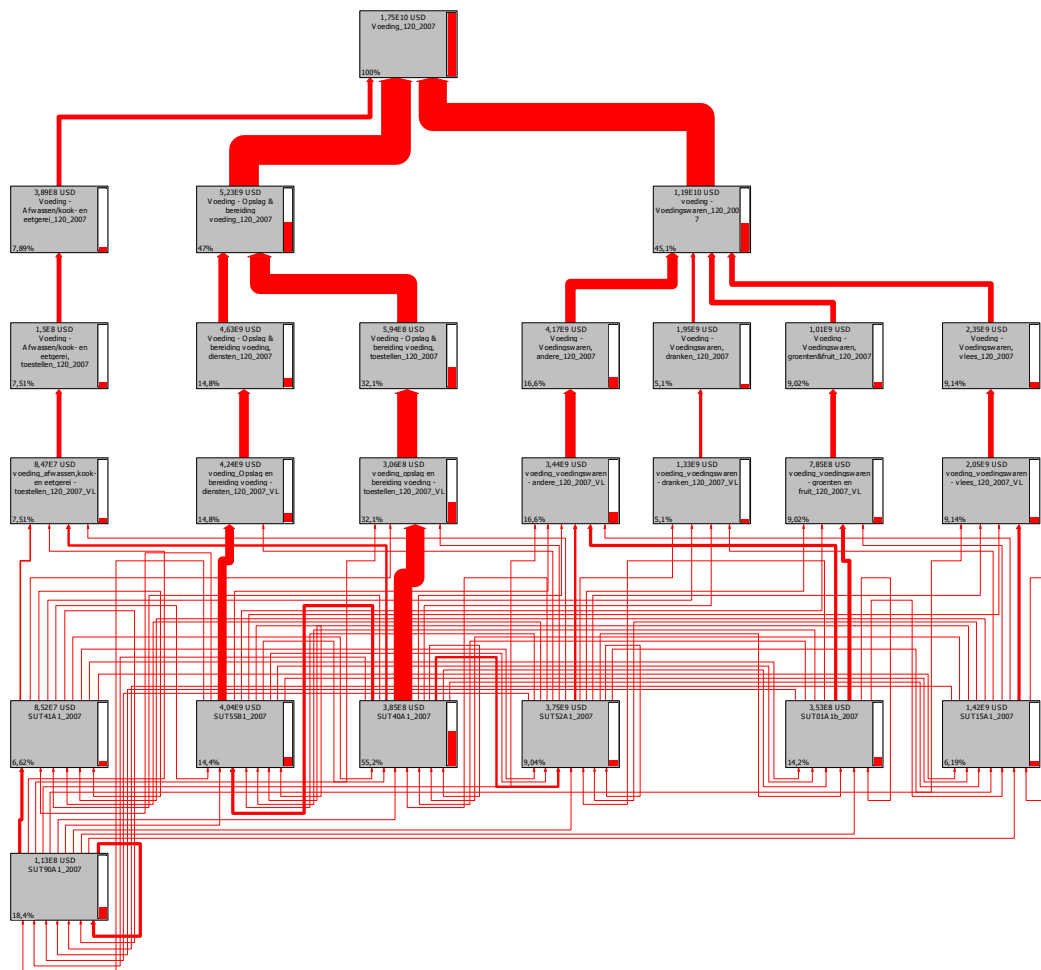 1,75E10 USD
Voeding_120_2007
100%
3,89E8 USD
Voeding -
Afwassen/kook- en
eetgerei_120_2007
7,89%
5,23E9 USD
Voeding - Opslag &
bereiding
voeding_120_2007
47%
1,19E10 USD
voeding -
Voedingswaren_120_200
7
45,1%
1,5E8 USD
Voeding -
Afwassen/kook- en
eetgerei,
toestellen_120_2007
7,51%
4,63E9 USD
Voeding - Opslag &
bereiding voeding,
diensten_120_2007
14,8%
5,94E8 USD
Voeding - Opslag &
bereiding voeding,
toestellen_120_2007
32,1%
4,17E9 USD
Voeding -
Voedingswaren,
andere_120_2007
16,6%
1,95E9 USD
Voeding -
Voedingswaren,
dranken_120_2007
5,1%
1,01E9 USD
Voeding -
Voedingswaren,
groenten&fruit_120_2007
9,02%
2,35E9 USD
Voeding -
Voedingswaren,
vlees_120_2007
9,14%
8,47E7 USD
voeding_afwassen,kook-
en eetgerei -
toestellen_120_2007_VL
7,51%
4,24E9 USD
voeding_Opslag en
bereiding voeding -
diensten_120_2007_VL
14,8%
3,06E8 USD
voeding_opslag en
bereiding voeding -
toestellen_120_2007_VL
32,1%
3,44E9 USD
voeding_voedingswaren
- andere_120_2007_VL
16,6%
1,33E9 USD
voeding_voedingswaren
- dranken_120_2007_VL
5,1%
7,85E8 USD
voeding_voedingswaren
- groenten en
fruit_120_2007_VL
9,02%
2,05E9 USD
voeding_voedingswaren
- vlees_120_2007_VL
9,14%
8,52E7 USD
SUT41A1_2007
6,62%
4,04E9 USD
SUT55B1_2007
14,4%
3,85E8 USD
SUT40A1_2007
55,2%
3,75E9 USD
SUT52A1_2007
9,04%
3,53E8 USD
SUT01A1b_2007
14,2%
1,42E9 USD
SUT15A1_2007
6,19%
1,13E8 USD
SUT90A1_2007
18,4%